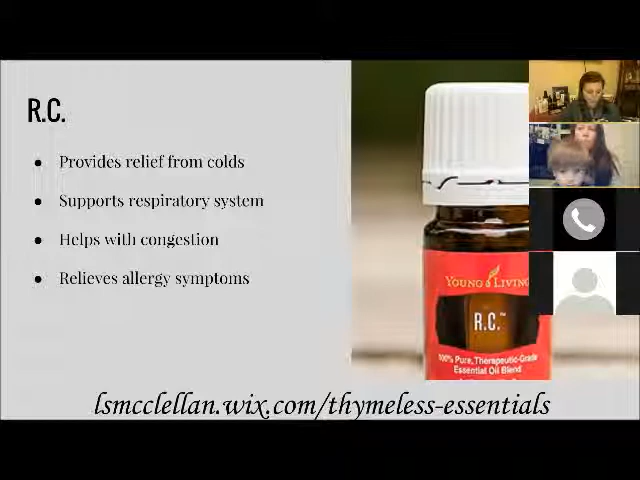 R.C.
Provides relief from colds
Supports respiratory system
Helps with congestion
Relieves allergy symptoms
YOUNG LIVING
R.C.™
100% Pure, Therapeutic-Grade
Essential Oil Blend
lsmcclellan.wix.com/thymeless-essentials